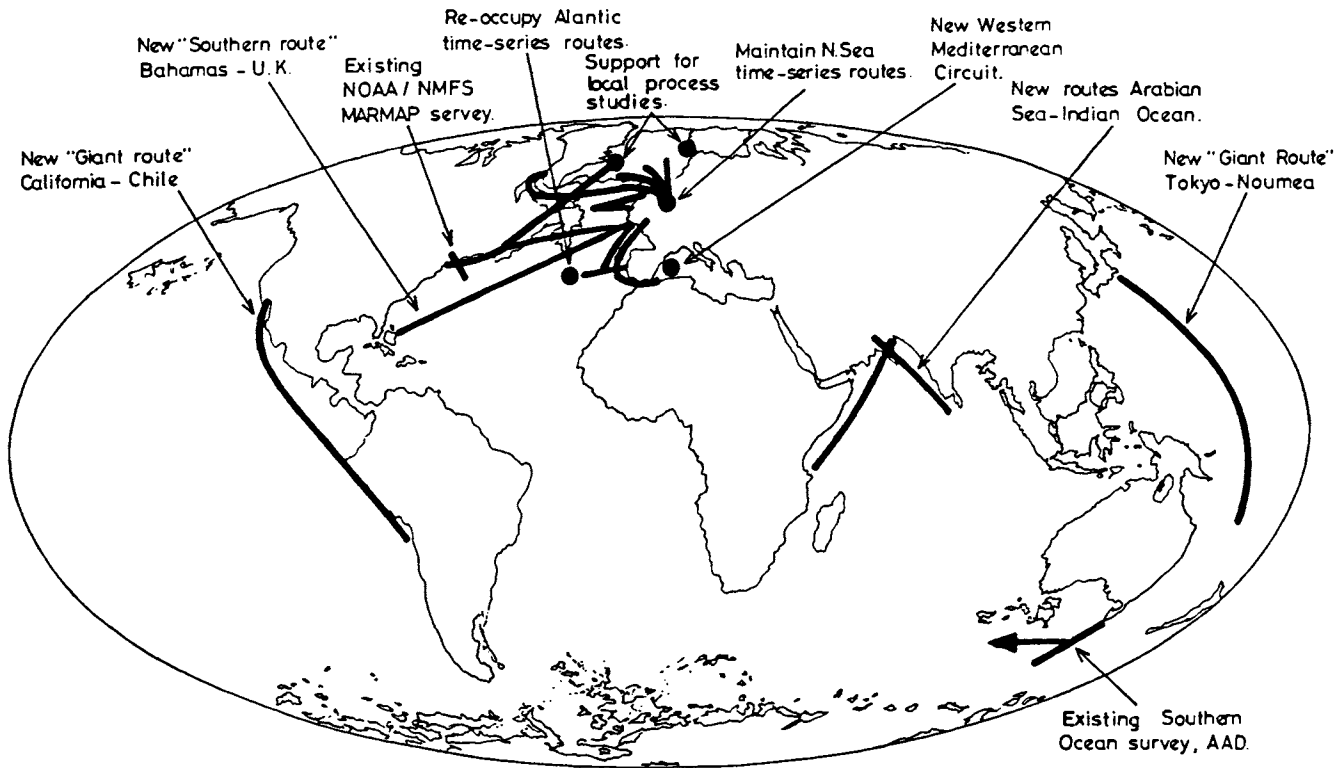 Re-occupy Alantic
time-series routes.
New "Southern route"
Bahamas - U.K.
Existing
NOAA / NMFS
MARMAP servey.
Support for
local process
studies.
Maintain N.Sea
time-series routes.
New Western
Mediterranean
Circuit.
New routes Arabian
Sea-Indian Ocean.
New "Giant route"
California - Chile
New "Giant Route"
Tokyo-Noumea
Existing Southern
Ocean survey, AAD.